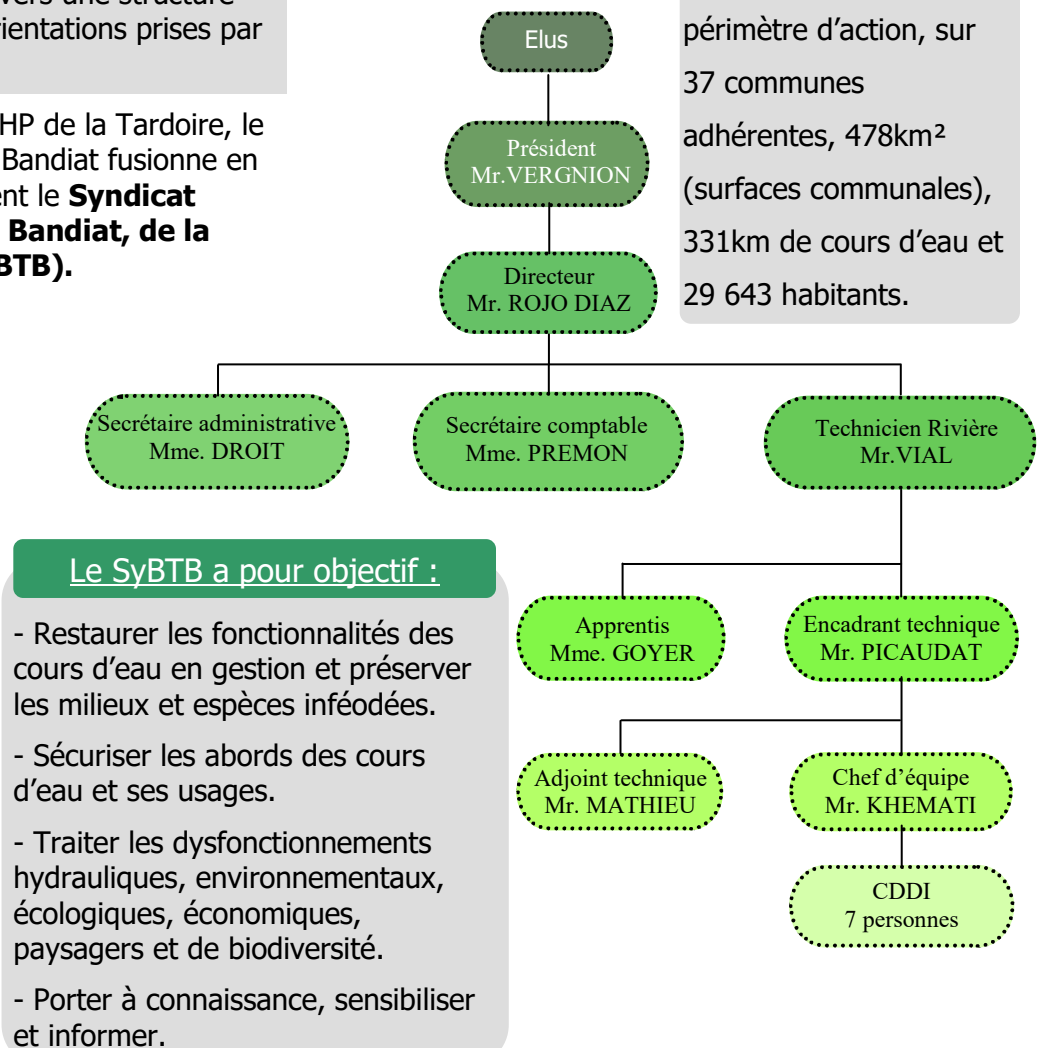 vers une structure
rientations prises par
HP de la Tardoire, le
Bandiat fusionne en
ent le Syndicat
Bandiat, de la
BTB).
périmètre d’action, sur
37 communes
adhérentes, 478km²
(surfaces communales),
331km de cours d’eau et
29 643 habitants.
Elus
Président
Mr.VERGNION
Directeur
Mr. ROJO DIAZ
Secrétaire administrative
Mme. DROIT
Secrétaire comptable
Mme. PREMON
Technicien Rivière
Mr.VIAL
Apprentis
Mme. GOYER
Encadrant technique
Mr. PICAUDAT
Adjoint technique
Mr. MATHIEU
Chef d’équipe
Mr. KHEMATI
CDDI
7 personnes
Le SyBTB a pour objectif :
- Restaurer les fonctionnalités des
cours d’eau en gestion et préserver
les milieux et espèces inféodées.
- Sécuriser les abords des cours
d’eau et ses usages.
- Traiter les dysfonctionnements
hydrauliques, environnementaux,
écologiques, économiques,
paysagers et de biodiversité.
- Porter à connaissance, sensibiliser
et informer.